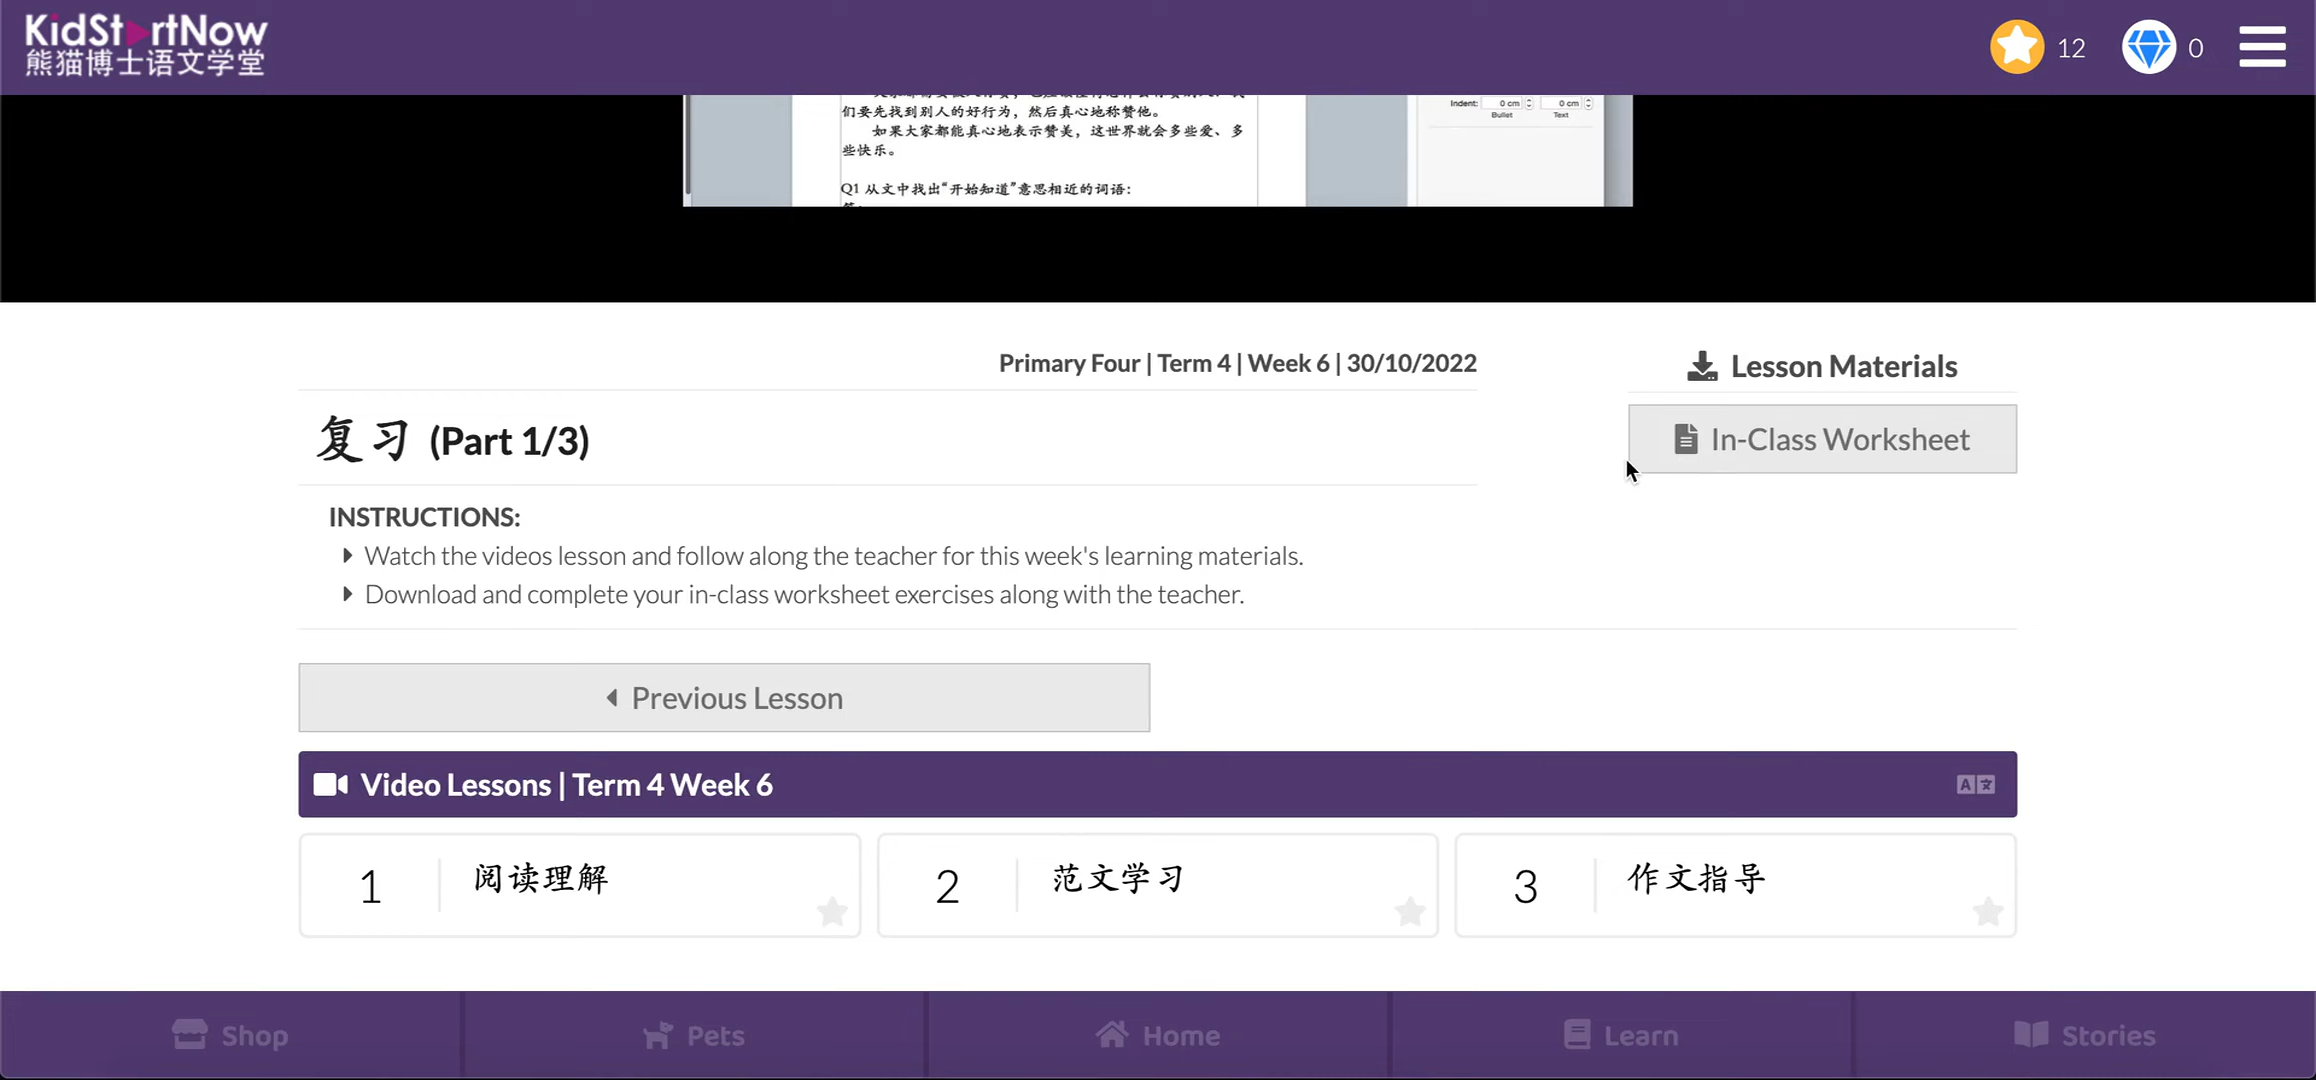 KidStartNow
熊猫博士语文学堂
12
0
们要先找到别人的好行为，然后真心地称赞他。
如果大家都能真心地表示赞美，这世界就会多些爱、多
些快乐。
Q1 从文中找出“开始知道”意思相近的词语：
Indent: 0 cm 0 cm
Bullet Text
Primary Four | Term 4 | Week 6 | 30/10/2022
Lesson Materials
复习 (Part 1/3)
In-Class Worksheet
INSTRUCTIONS:
Watch the videos lesson and follow along the teacher for this week's learning materials.
Download and complete your in-class worksheet exercises along with the teacher.
Previous Lesson
Video Lessons | Term 4 Week 6
1 阅读理解
2 范文学习
3 作文指导
Shop
Pets
Home
Learn
Stories